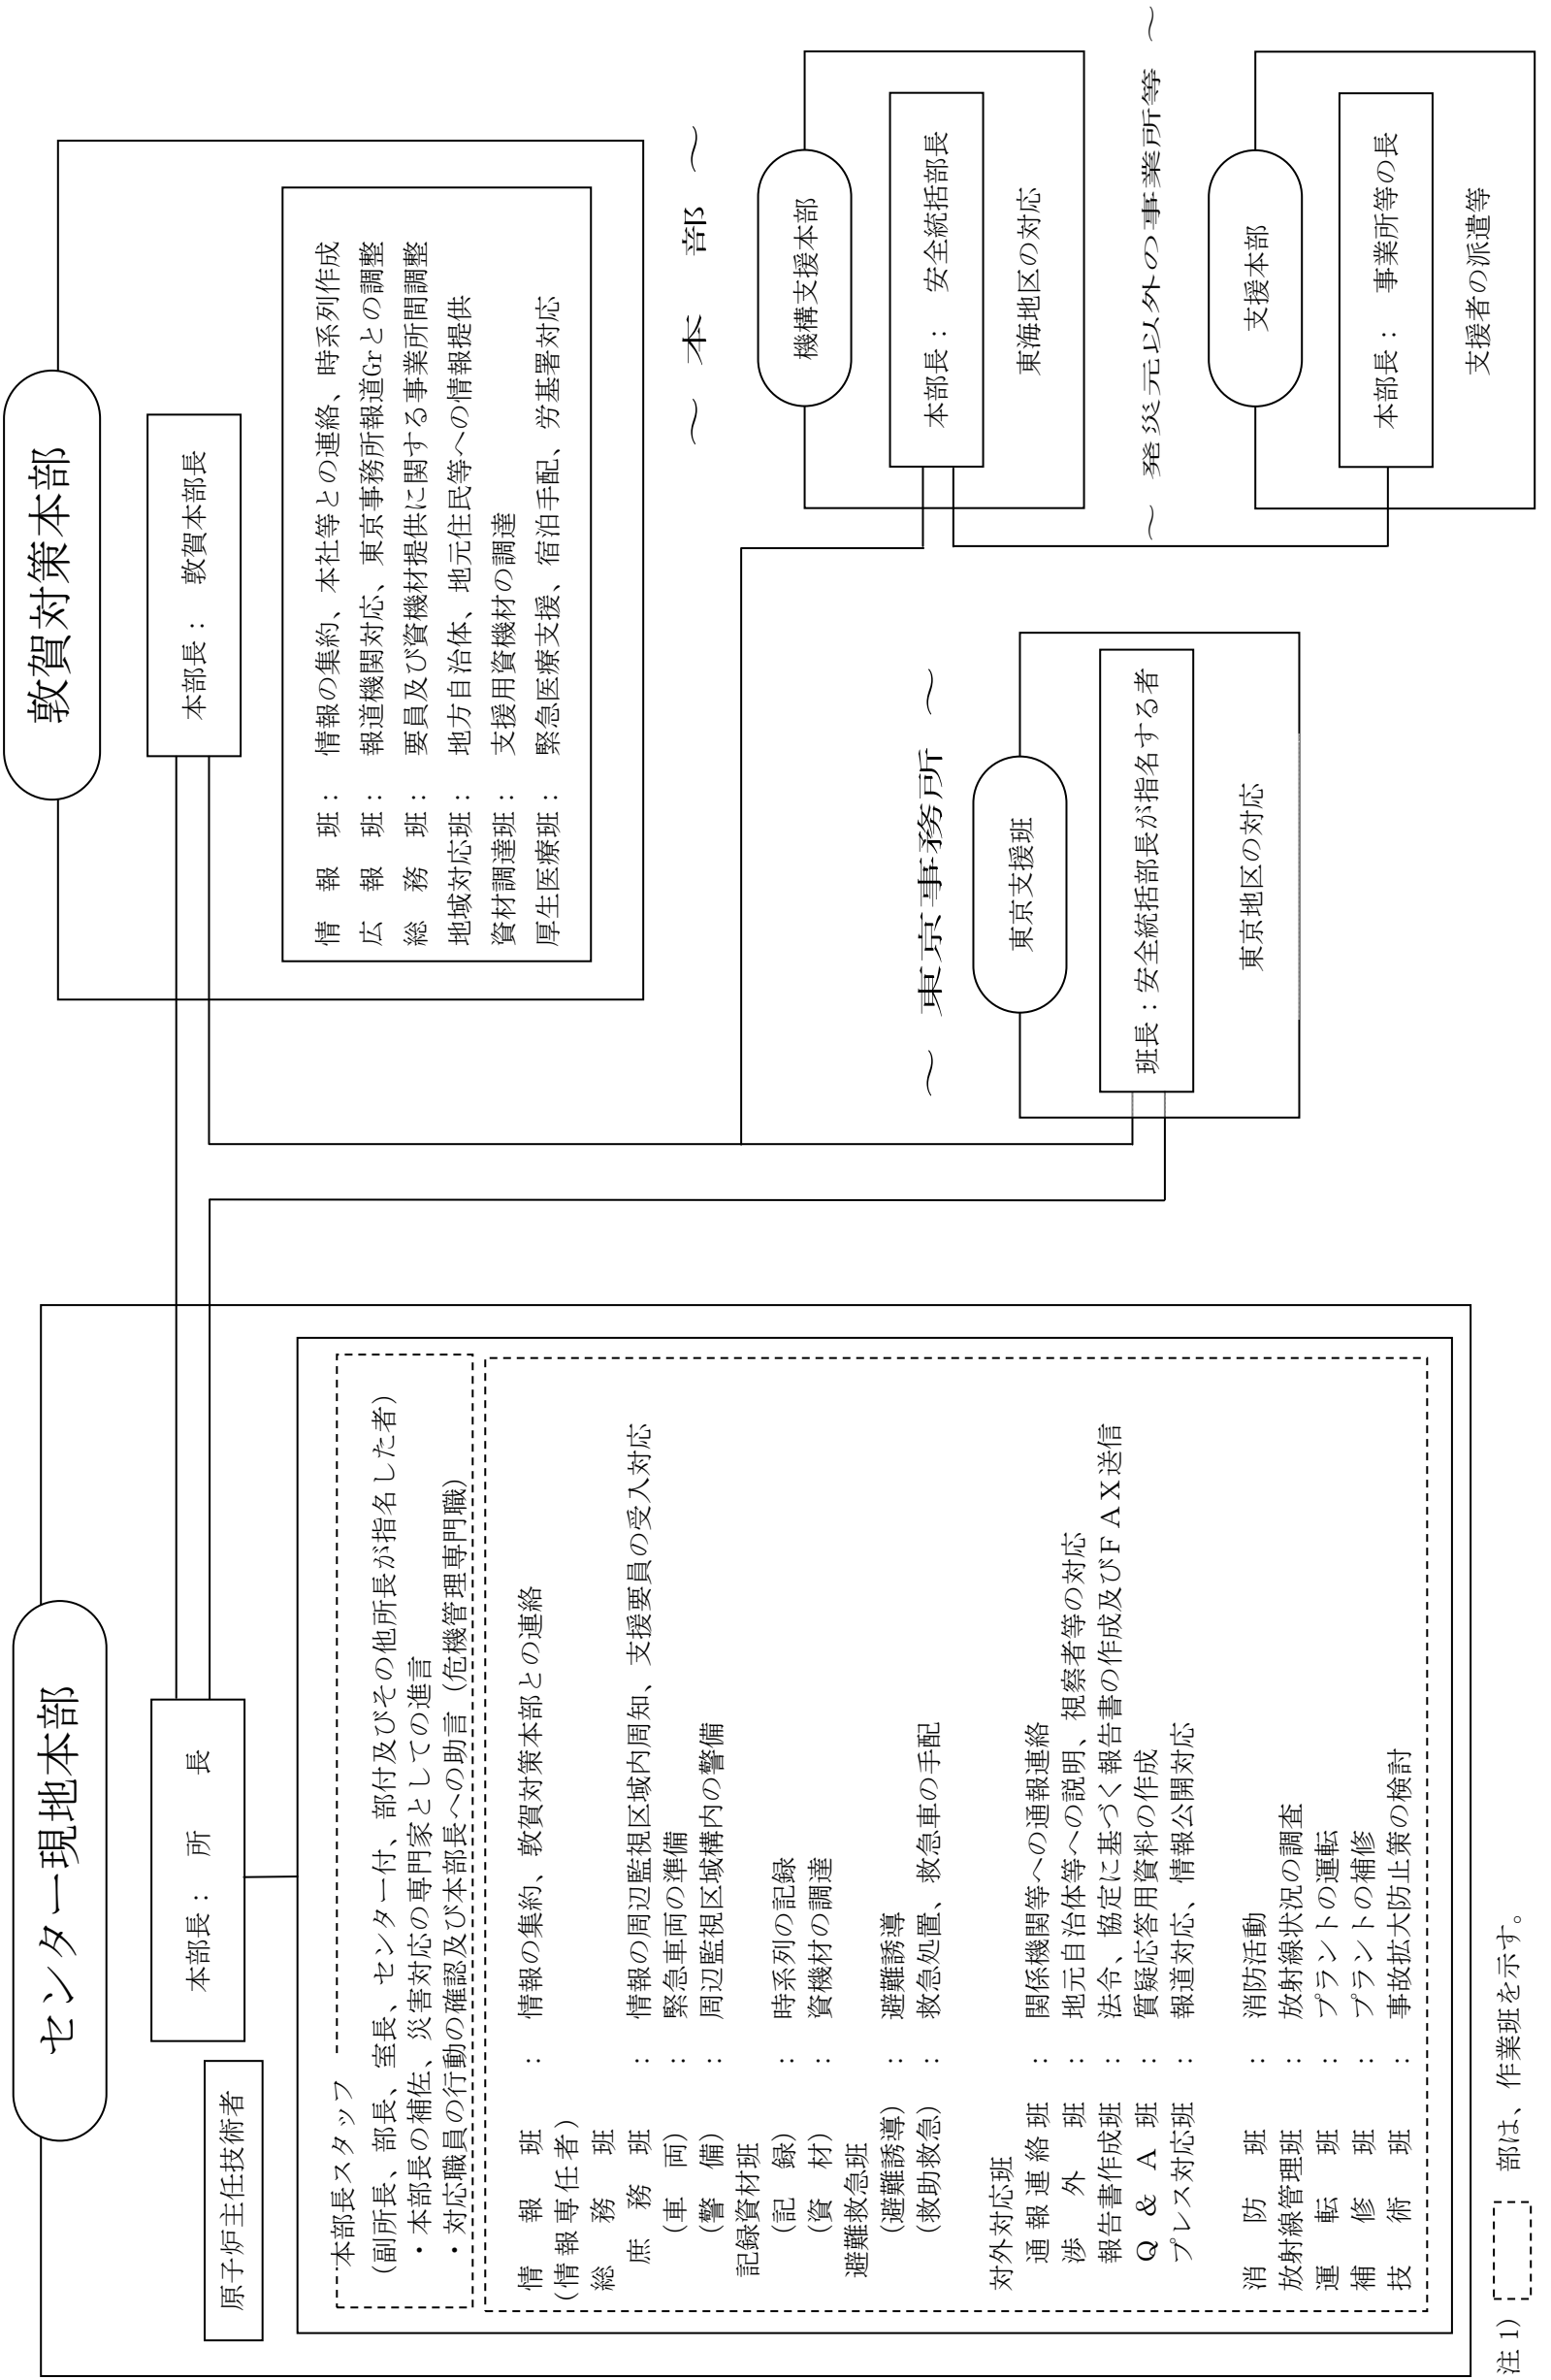 センター現地本部
本部長： 所 長
原子炉主任技術者
本部長スタッフ
(副所長、部長、室長、センター付、部付及びその他所長が指名した者)
・本部長の補佐、災害対応の専門家としての進言
・対応職員の行動の確認及び本部長への助言（危機管理専門職）
情 報 班 ： 情報の集約、敦賀対策本部との連絡
(情報専任者)
総 務 班
庶 務 班 ： 情報の周辺監視区域内周知、支援要員の受入対応
(車 両) ： 緊急車両の準備
(警 備) ： 周辺監視区域構内の警備
記録資材班
(記 録) ： 時系列の記録
(資 材) ： 資機材の調達
避難救急班
(避難誘導) ： 避難誘導
(救助救急) ： 救急処置、救急車の手配
対外対応班
通報連絡班 ： 関係機関等への通報連絡
渉 外 班 ： 地元自治体等への説明、視察者等の対応
報告書作成班 ： 法令、協定に基づく報告書の作成及びＦＡＸ送信
Ｑ ＆ Ａ 班 ： 質疑応答用資料の作成
プレス対応班 ： 報道対応、情報公開対応
消 防 班 ： 消防活動
放射線管理班 ： 放射線状況の調査
運 転 班 ： プラントの運転
補 修 班 ： プラントの補修
技 術 班 ： 事故拡大防止策の検討
注 1) 部は、作業班を示す。
敦賀対策本部
本部長： 敦賀本部長
情 報 班： 情報の集約、本社等との連絡、時系列作成
広 報 班： 報道機関対応、東京事務所報道Grとの調整
総 務 班： 要員及び資機材提供に関する事業所間調整
地域対応班： 地方自治体、地元住民等への情報提供
資材調達班： 支援用資機材の調達
厚生医療班： 緊急医療支援、宿泊手配、労基署対応
～ 東京事務所 ～
東京支援班
班長：安全統括部長が指名する者
東京地区の対応
～ 本 部 ～
機構支援本部
本部長： 安全統括部長
東海地区の対応
～ 発災元以外の事業所等 ～
支援本部
本部長： 事業所等の長
支援者の派遣等